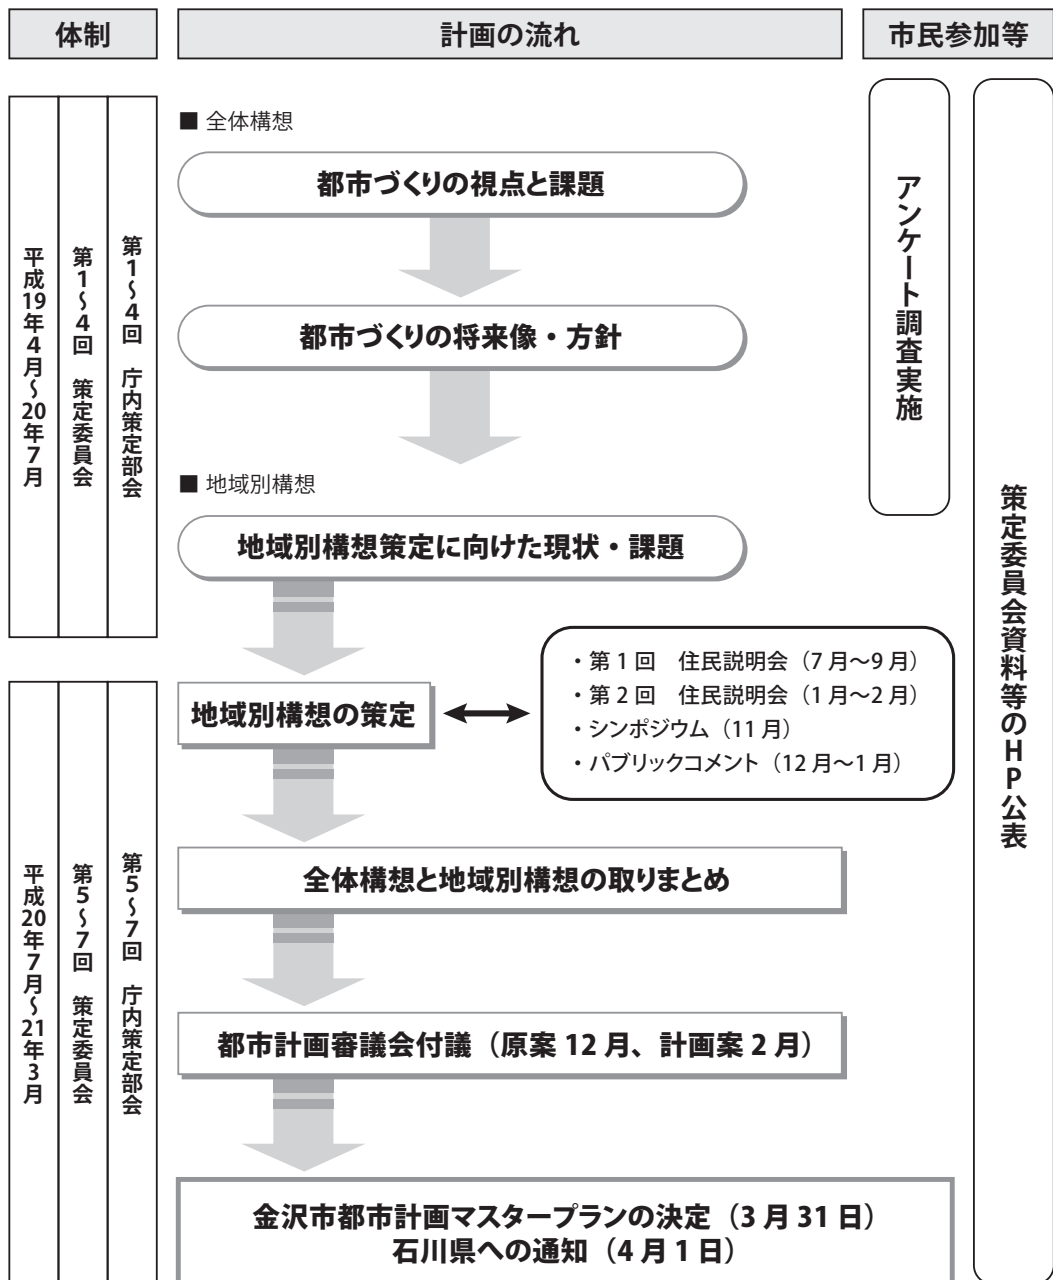 体制
計画の流れ
市民参加等
平成19年4月～20年7月
第1～4回　策定委員会
第1～4回　庁内策定部会
■ 全体構想
都市づくりの視点と課題
都市づくりの将来像・方針
■ 地域別構想
地域別構想策定に向けた現状・課題
アンケート調査実施
策定委員会資料等のHP公表
平成20年7月～21年3月
第5～7回　策定委員会
第5～7回　庁内策定部会
地域別構想の策定
・第1回　住民説明会（7月～9月）
・第2回　住民説明会（1月～2月）
・シンポジウム（11月）
・パブリックコメント（12月～1月）
全体構想と地域別構想の取りまとめ
都市計画審議会付議（原案12月、計画案2月）
金沢市都市計画マスタープランの決定（3月31日）
石川県への通知（4月1日）